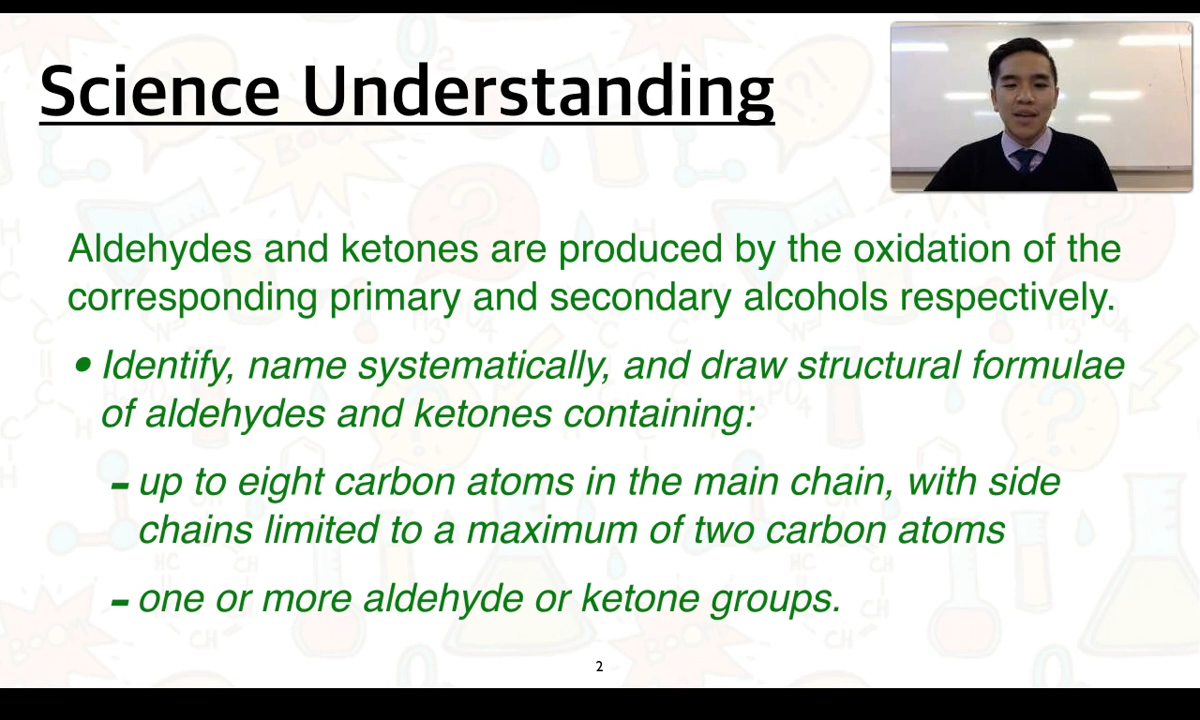 Science Understanding
Aldehydes and ketones are produced by the oxidation of the
corresponding primary and secondary alcohols respectively.
• Identify, name systematically, and draw structural formulae
of aldehydes and ketones containing:
- up to eight carbon atoms in the main chain, with side
chains limited to a maximum of two carbon atoms
- one or more aldehyde or ketone groups.
2